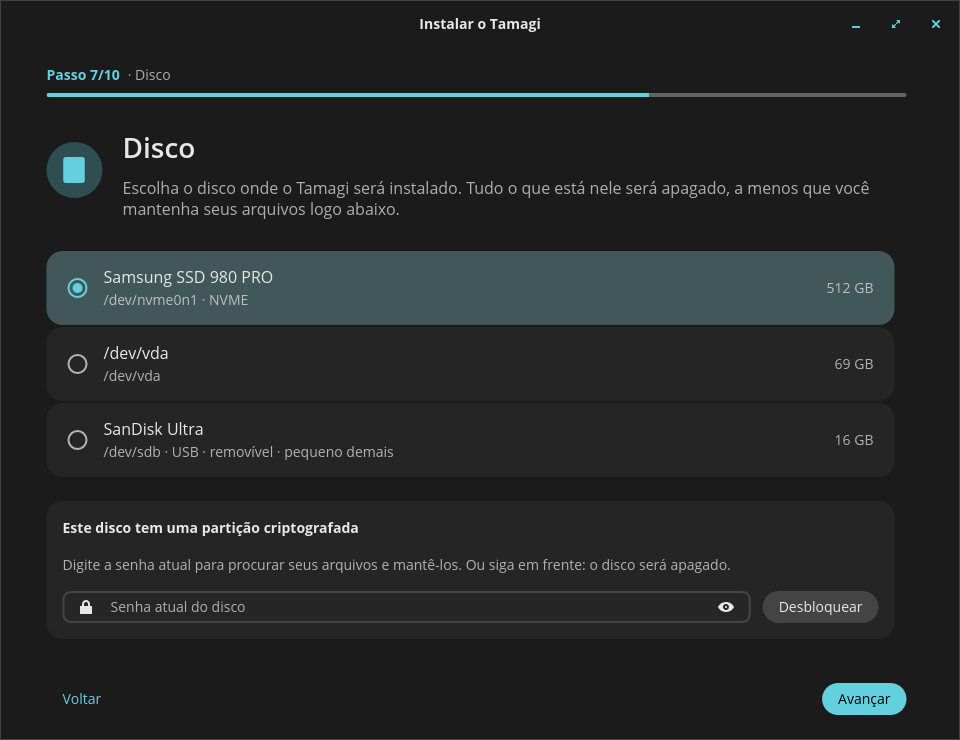 Instalar o Tamagi
Passo 7/10 · Disco
Disco
Escolha o disco onde o Tamagi será instalado. Tudo o que está nele será apagado, a menos que você
mantenha seus arquivos logo abaixo.
Samsung SSD 980 PRO
/dev/nvme0n1 · NVME
512 GB
/dev/vda
/dev/vda
69 GB
SanDisk Ultra
/dev/sdb · USB · removível · pequeno demais
16 GB
Este disco tem uma partição criptografada
Digite a senha atual para procurar seus arquivos e mantê-los. Ou siga em frente: o disco será apagado.
Senha atual do disco
Desbloquear
Voltar
Avançar